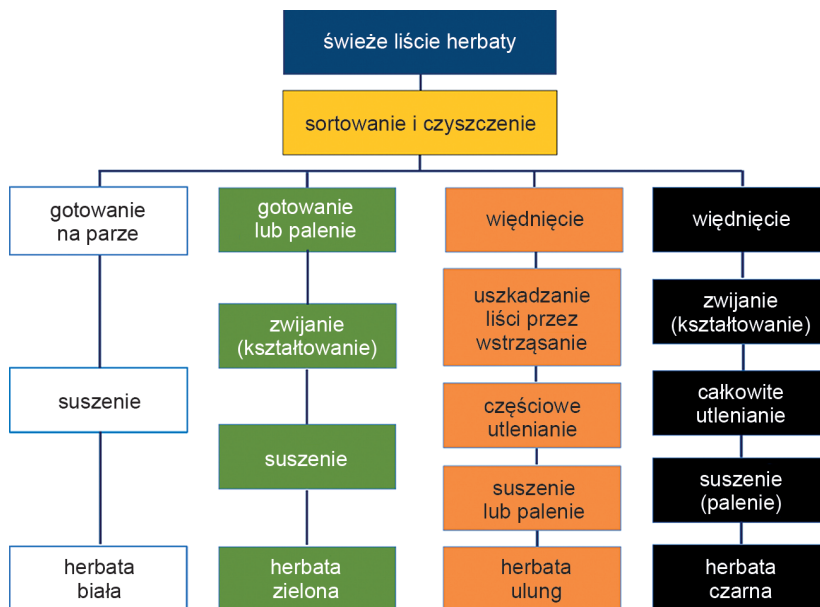 świeże liście herbaty
sortowanie i czyszczenie
gotowanie
na parze
suszenie
herbata
biała
gotowanie
lub palenie
zwijanie
(kształtowanie)
suszenie
herbata
zielona
więdnięcie
uszkadzanie
liści przez
wstrząsanie
częściowe
utlenianie
suszenie
lub palenie
herbata
ulung
więdnięcie
zwijanie
(kształtowanie)
całkowite
utlenianie
suszenie
(palenie)
herbata
czarna